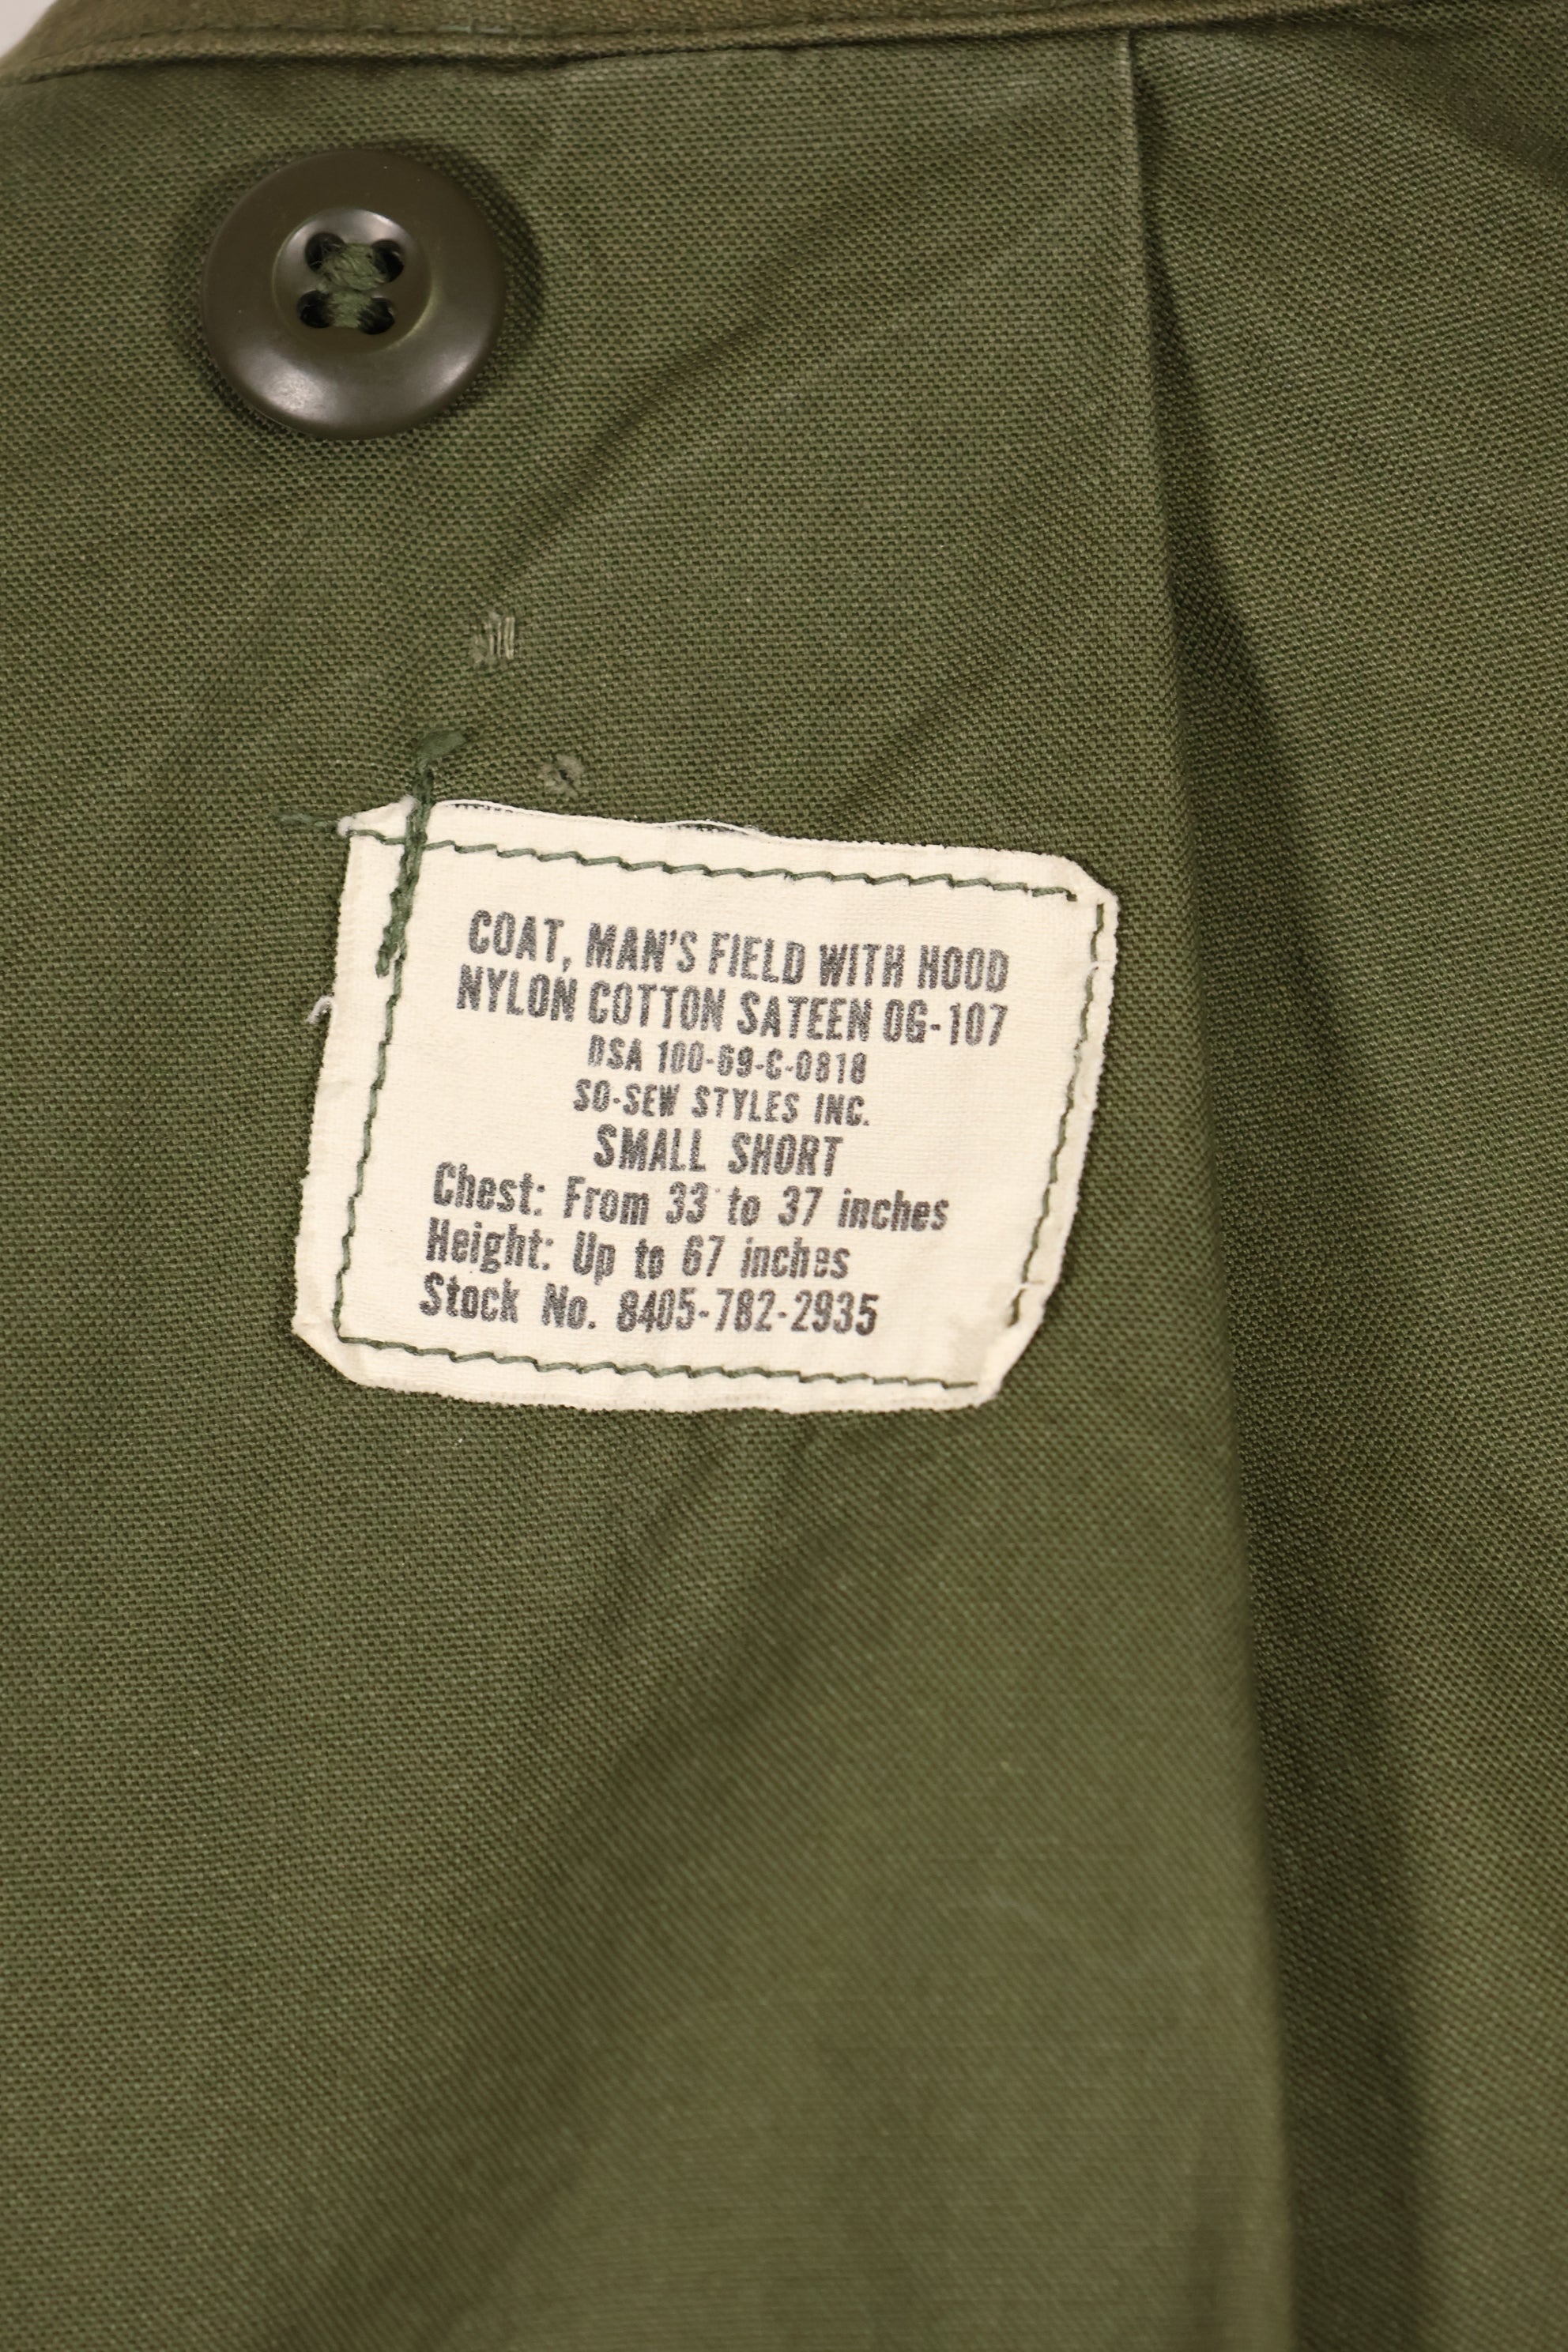 COAT, MAN'S FIELD WITH HOOD
NYLON COTTON SATEEN OG-107
DSA 100-69-C-0818
SO-SEW STYLES INC.
SMALL SHORT
Chest: From 33 to 37 inches
Height: Up to 67 inches
Stock No. 8405-782-2935